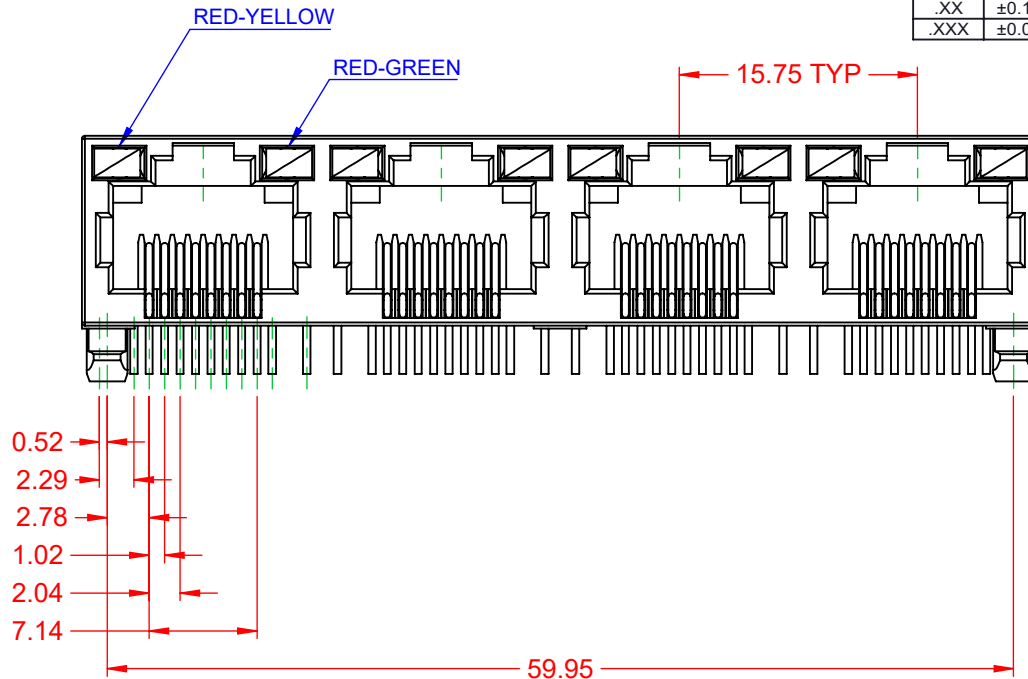 RED-YELLOW
.XX
.XXX
RED-GREEN
15.75 TYP
0.52
2.29
2.78
1.02
2.04
7.14
59.95